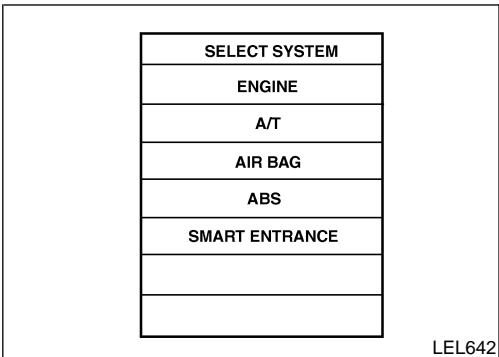 SELECT SYSTEM
ENGINE
A/T
AIR BAG
ABS
SMART ENTRANCE
LEL642